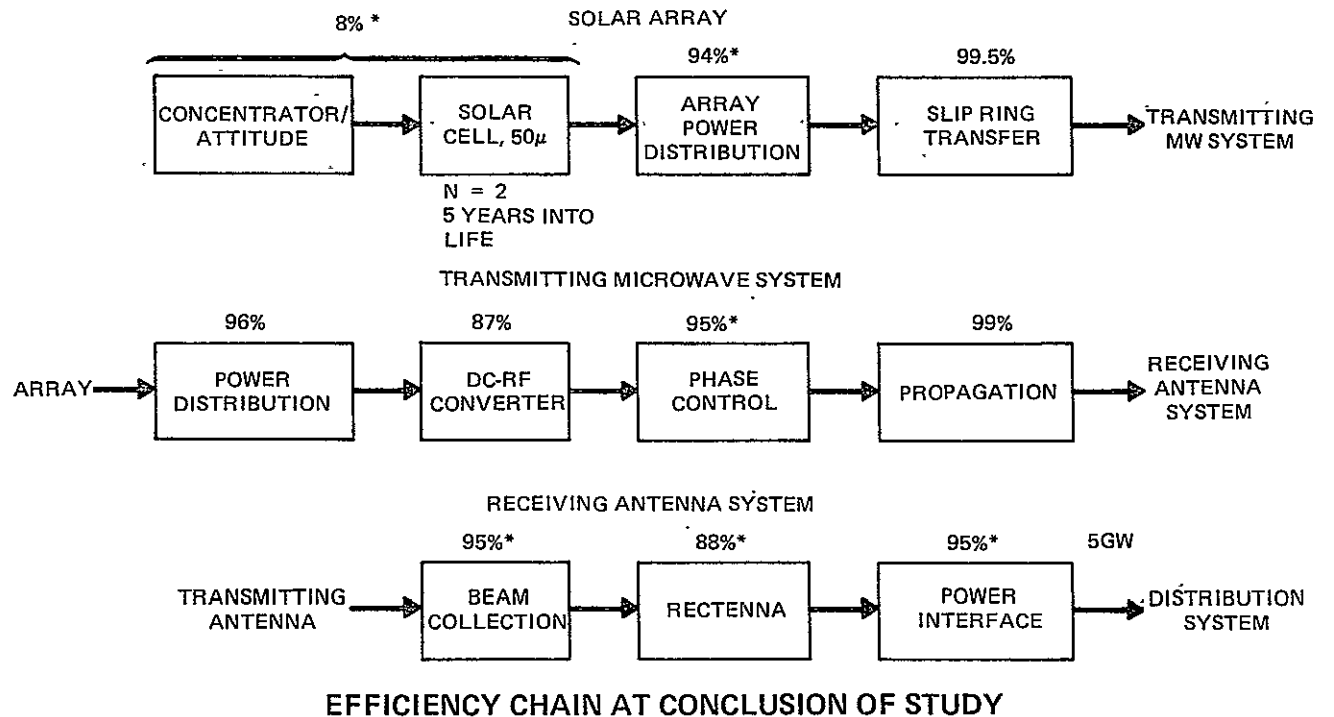 SOLAR ARRAY
8% *
94%*
99.5%
CONCENTRATOR/
ATTITUDE
SOLAR
CELL, 50μ
ARRAY
POWER
DISTRIBUTION
SLIP RING
TRANSFER
TRANSMITTING
MW SYSTEM
N = 2
5 YEARS INTO
LIFE
TRANSMITTING MICROWAVE SYSTEM
96%
87%
95%*
99%
ARRAY
POWER
DISTRIBUTION
DC-RF
CONVERTER
PHASE
CONTROL
PROPAGATION
RECEIVING
ANTENNA
SYSTEM
RECEIVING ANTENNA SYSTEM
95%*
88%*
95%*
5GW
TRANSMITTING
ANTENNA
BEAM
COLLECTION
RECTENNA
POWER
INTERFACE
DISTRIBUTION
SYSTEM
EFFICIENCY CHAIN AT CONCLUSION OF STUDY